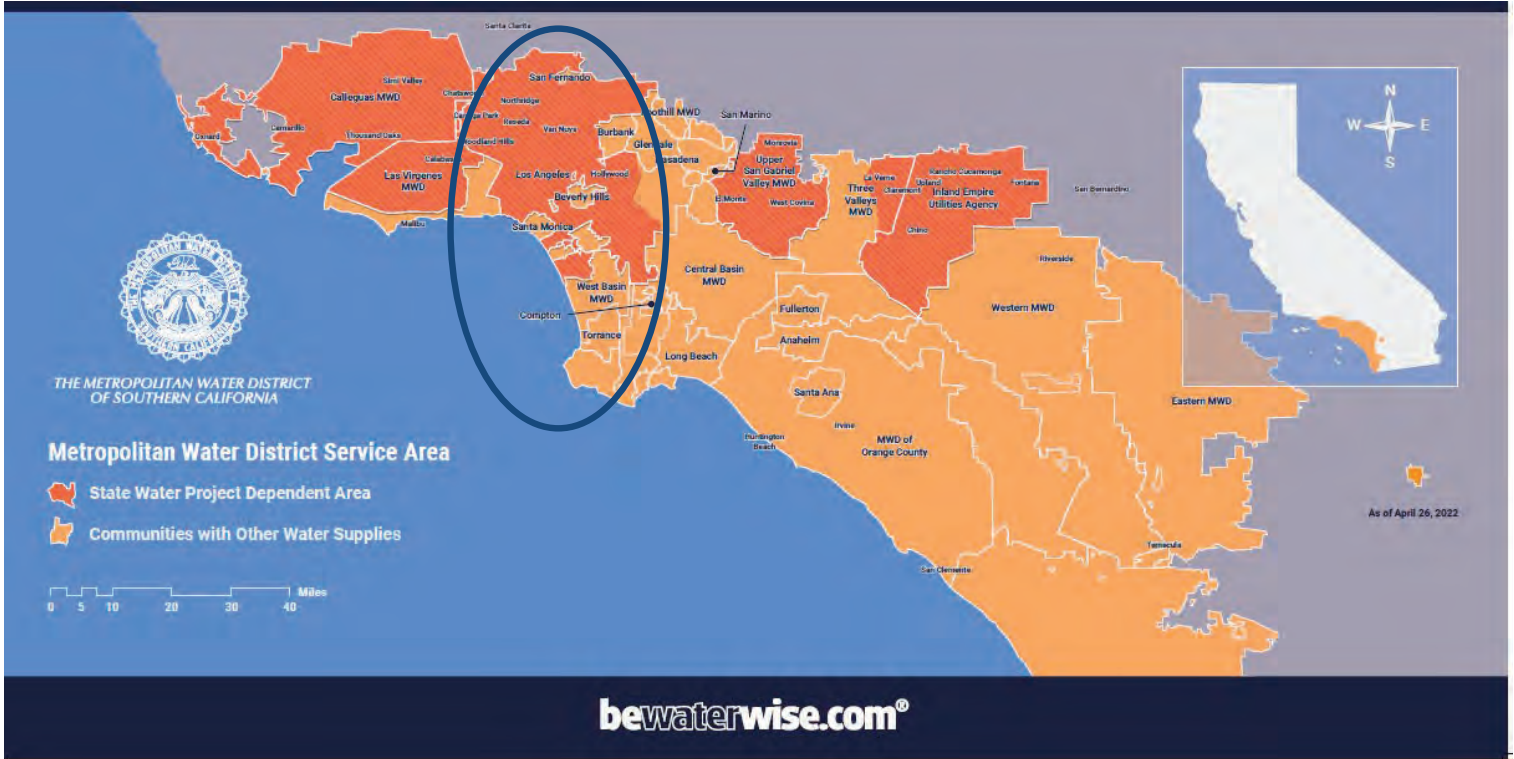 Santa Clarita
San Fernando
Simi Valley
Calleguas MWD
Chatsworth
Northridge
Canoga Park
Reseda
Van Nuys
Oxnard
Camarillo
Thousand Oaks
Woodland Hills
Calabasas
Las Virgenes
MWD
Malibu
Los Angeles
Hollywood
Beverly Hills
Santa Monica
Burbank
Foothill MWD
Glendale
Pasadena
San Marino
Monrovia
Upper
San Gabriel
Valley MWD
El Monte
West Covina
La Verne
Three
Valleys
MWD
Claremont
Upland
Rancho Cucamonga
Fontana
Inland Empire
Utilities Agency
Chino
San Bernardino
Riverside
Central Basin
MWD
West Basin
MWD
Compton
Torrance
Long Beach
Fullerton
Anaheim
Santa Ana
Irvine
Huntington
Beach
MWD of
Orange County
Western MWD
Eastern MWD
Temecula
San Clemente
N
W E
S
As of April 26, 2022
THE METROPOLITAN WATER DISTRICT
OF SOUTHERN CALIFORNIA
Metropolitan Water District Service Area
State Water Project Dependent Area
Communities with Other Water Supplies
Miles
0 5 10 20 30 40
bewaterwise.com®